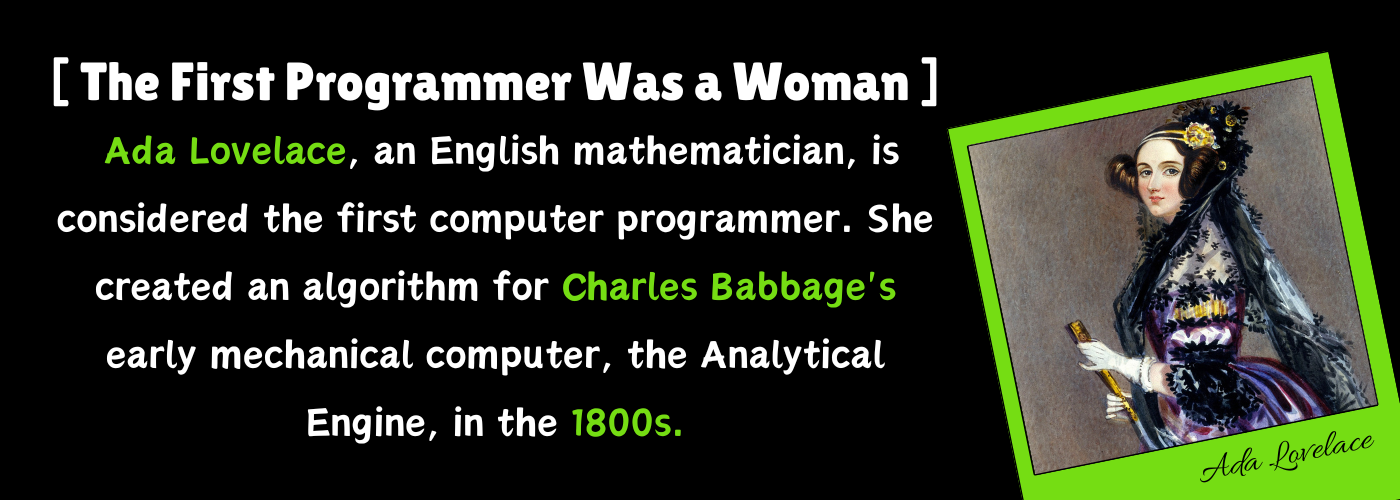 [ The First Programmer Was a Woman ]
Ada Lovelace, an English mathematician, is
considered the first computer programmer. She
created an algorithm for Charles Babbage's
early mechanical computer, the Analytical
Engine, in the 1800s.
Ada Lovelace